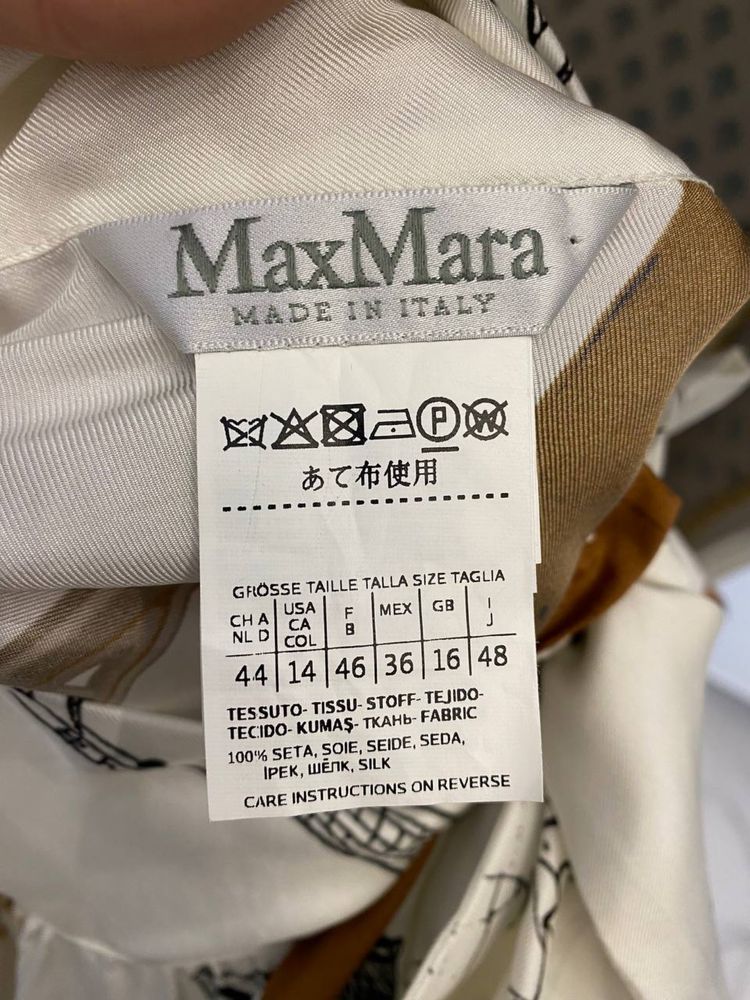 MaxMara
MADE IN ITALY
P W
あて布使用
GRÖSSE TAILLE TALLA SIZE TAGLIA
CH A NL D USA CA COL F B MEX GB I J
44 14 46 36 16 48
TESSUTO- TISSU- STOFF- TEJIDO-
TECIDO- KUMAŞ- ТКАНЬ- FABRIC
100% SETA, SOIE, SEIDE, SEDA,
İPEK, ШЁЛК, SILK
CARE INSTRUCTIONS ON REVERSE